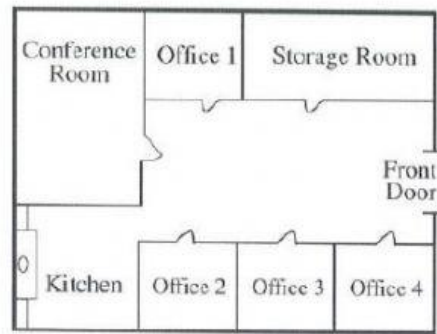 Conference
Room
Office 1
Storage Room
Front
Door
Kitchen
Office 2
Office 3
Office 4